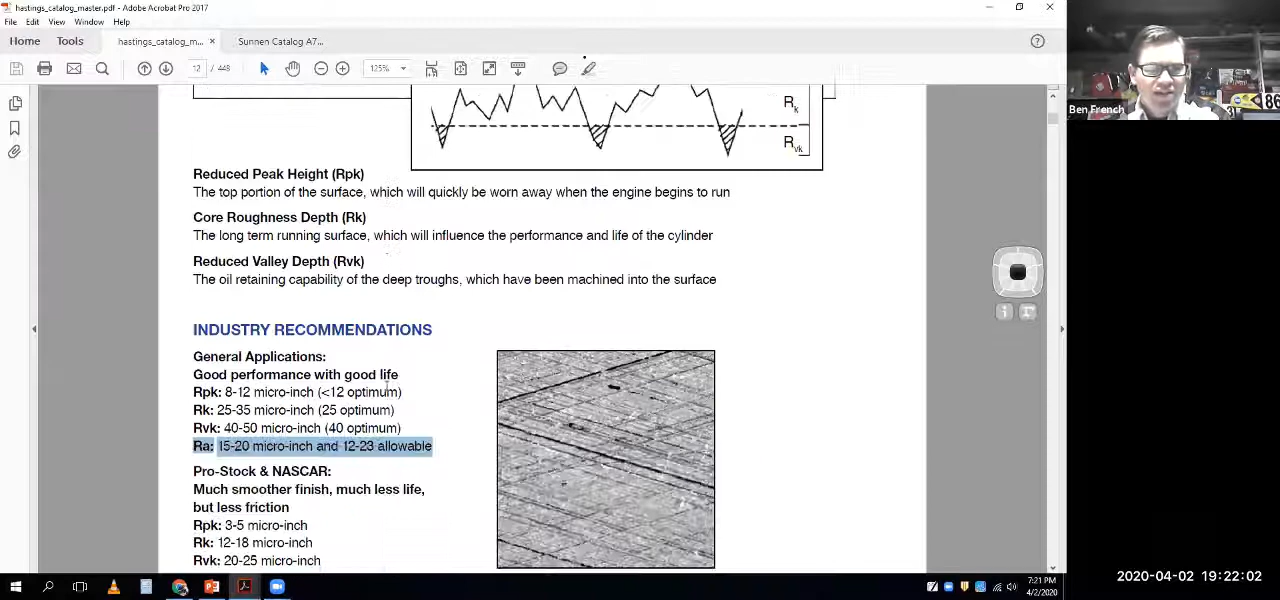 hastings_catalog_master.pdf - Adobe Acrobat Pro 2017
File Edit View Window Help
Home Tools hastings_catalog_m... × Sunnen Catalog A7...
12 / 448 125%
Rk
Rvk
Reduced Peak Height (Rpk)
The top portion of the surface, which will quickly be worn away when the engine begins to run
Core Roughness Depth (Rk)
The long term running surface, which will influence the performance and life of the cylinder
Reduced Valley Depth (Rvk)
The oil retaining capability of the deep troughs, which have been machined into the surface
INDUSTRY RECOMMENDATIONS
General Applications:
Good performance with good life
Rpk: 8-12 micro-inch (<12 optimum)
Rk: 25-35 micro-inch (25 optimum)
Rvk: 40-50 micro-inch (40 optimum)
Ra: 15-20 micro-inch and 12-23 allowable
Pro-Stock & NASCAR:
Much smoother finish, much less life,
but less friction
Rpk: 3-5 micro-inch
Rk: 12-18 micro-inch
Rvk: 20-25 micro-inch
Ben French
86
7:21 PM
4/2/2020
2020-04-02 19:22:02